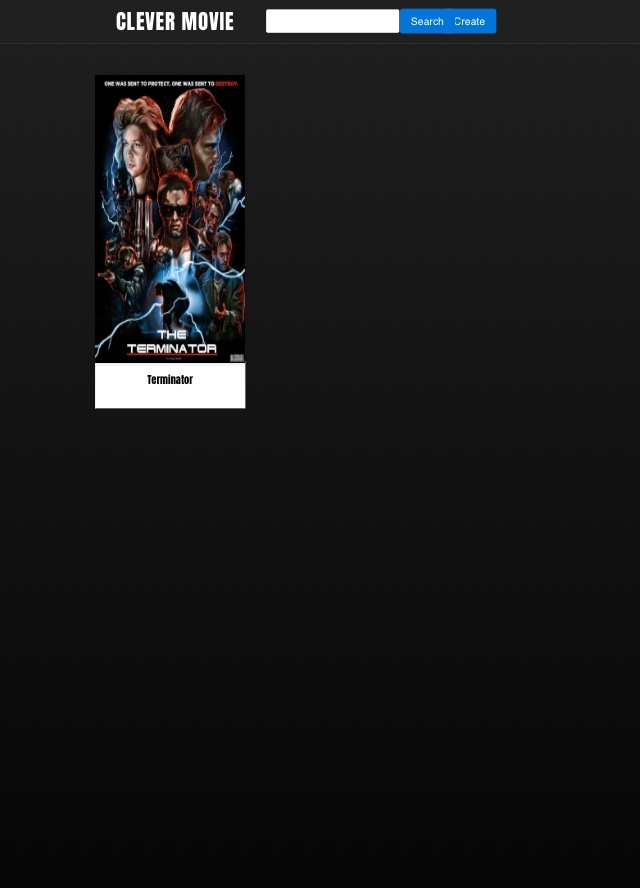 CLEVER MOVIE
Search
Create
ONE WAS SENT TO PROTECT. ONE WAS SENT TO DESTROY.
THE
TERMINATOR
Terminator